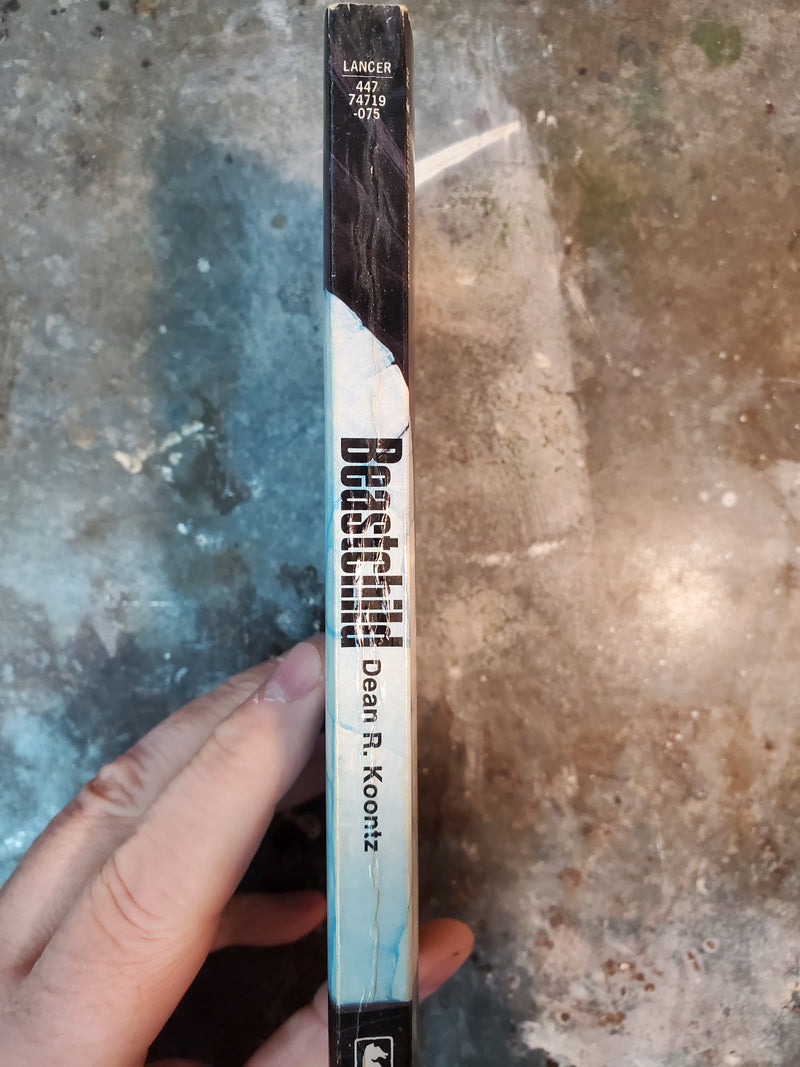 LANCER
447
74719
-075
Beastchild
Dean R. Koontz